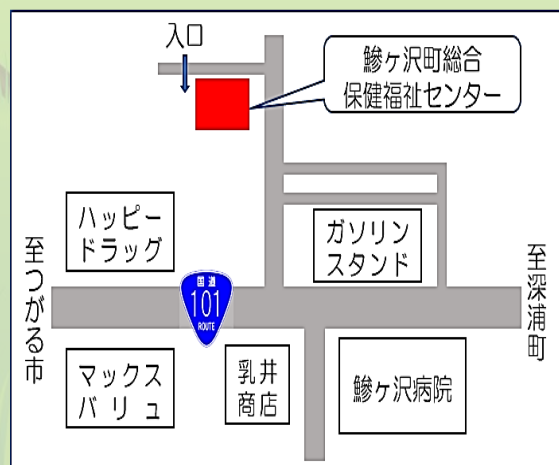 入口
鰺ヶ沢町総合
保健福祉センター
ハッピー
ドラッグ
ガソリン
スタンド
至つがる市
至深浦町
国道
101
ROUTE
マックス
バリュ
乳井
商店
鰺ヶ沢病院